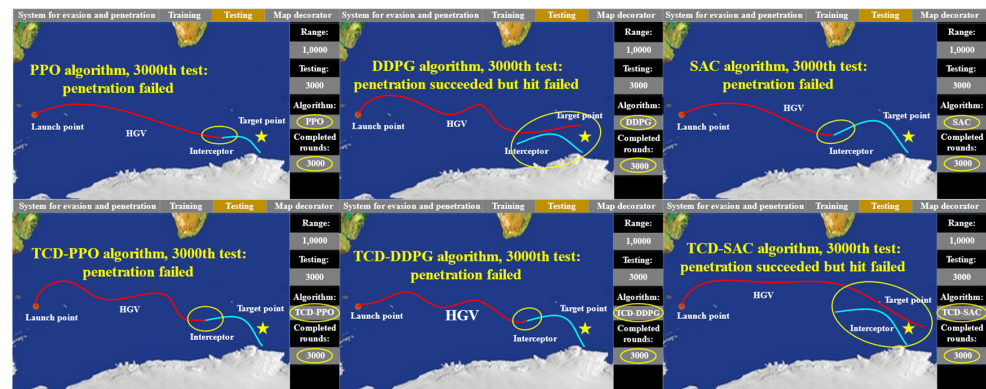 System for evasion and penetration Training Testing Map decorator
PPO algorithm, 3000th test:
penetration failed
Launch point
HGV
Interceptor
Target point
Range:
1,0000
Testing:
3000
Algorithm:
PPO
Completed
rounds:
3000
System for evasion and penetration Training Testing Map decorator
DDPG algorithm, 3000th test:
penetration succeeded but hit failed
Launch point
HGV
Interceptor
Target point
Range:
1,0000
Testing:
3000
Algorithm:
DDPG
Completed
rounds:
3000
System for evasion and penetration Training Testing Map decorator
SAC algorithm, 3000th test:
penetration failed
Launch point
HGV
Interceptor
Target point
Range:
1,0000
Testing:
3000
Algorithm:
SAC
Completed
rounds:
3000
System for evasion and penetration Training Testing Map decorator
TCD-PPO algorithm, 3000th test:
penetration failed
Launch point
HGV
Interceptor
Target point
Range:
1,0000
Testing:
3000
Algorithm:
TCD-PPO
Completed
rounds:
3000
System for evasion and penetration Training Testing Map decorator
TCD-DDPG algorithm, 3000th test:
penetration failed
Launch point
HGV
Interceptor
Target point
Range:
1,0000
Testing:
3000
Algorithm:
TCD-DDPG
Completed
rounds:
3000
System for evasion and penetration Training Testing Map decorator
TCD-SAC algorithm, 3000th test:
penetration succeeded but hit failed
Launch point
HGV
Interceptor
Target point
Range:
1,0000
Testing:
3000
Algorithm:
TCD-SAC
Completed
rounds:
3000